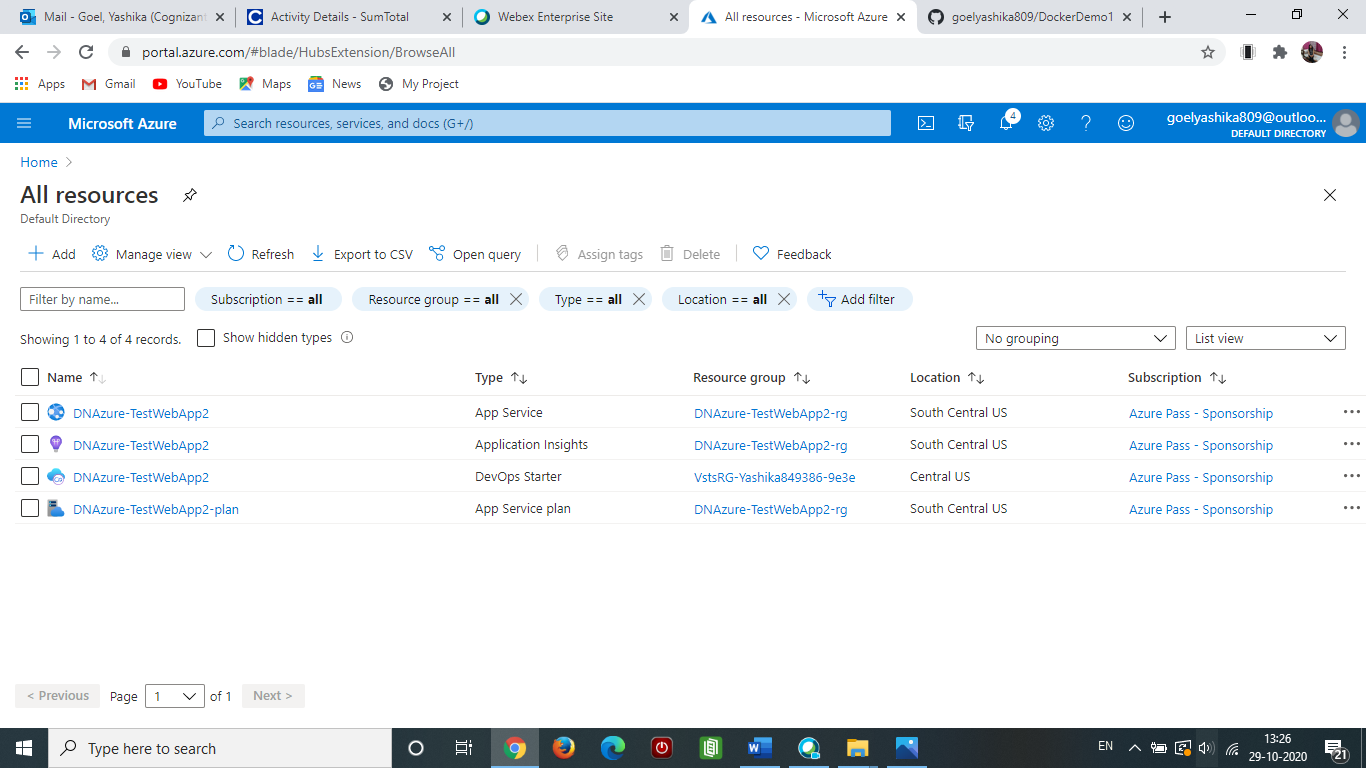 Mail - Goel, Yashika (Cognizant
Activity Details - SumTotal
Webex Enterprise Site
All resources - Microsoft Azure
goelyashika809/DockerDemo1
portal.azure.com/#blade/HubsExtension/BrowseAll
Apps Gmail YouTube Maps News My Project
Microsoft Azure
Search resources, services, and docs (G+/)
4
goelyashika809@outloo...
DEFAULT DIRECTORY
Home
All resources
Default Directory
Add Manage view Refresh Export to CSV Open query Assign tags Delete Feedback
Filter by name... Subscription == all Resource group == all Type == all Location == all Add filter
Showing 1 to 4 of 4 records. Show hidden types No grouping List view
Name Type Resource group Location Subscription
DNAzure-TestWebApp2 App Service DNAzure-TestWebApp2-rg South Central US Azure Pass - Sponsorship
DNAzure-TestWebApp2 Application Insights DNAzure-TestWebApp2-rg South Central US Azure Pass - Sponsorship
DNAzure-TestWebApp2 DevOps Starter VstsRG-Yashika849386-9e3e Central US Azure Pass - Sponsorship
DNAzure-TestWebApp2-plan App Service plan DNAzure-TestWebApp2-rg South Central US Azure Pass - Sponsorship
< Previous Page 1 of 1 Next >
Type here to search
EN
13:26
29-10-2020
21